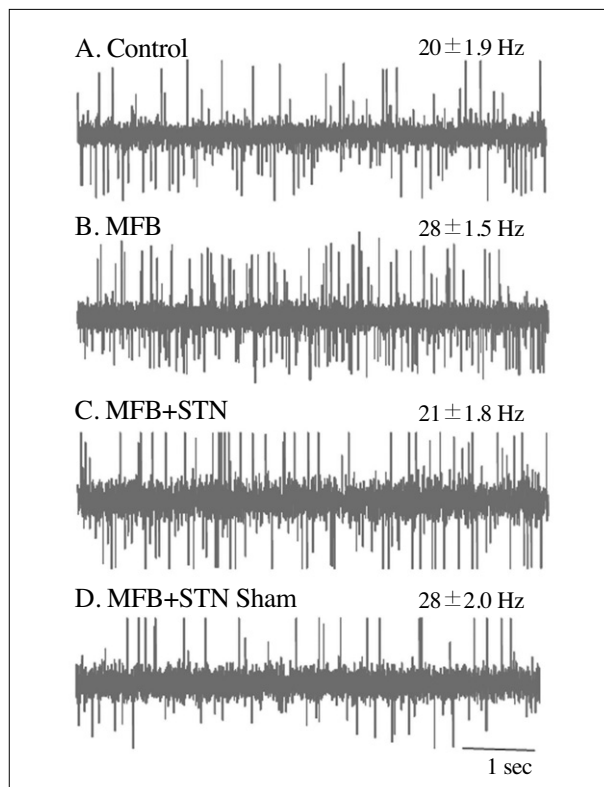 A. Control 20±1.9 Hz
B. MFB 28±1.5 Hz
C. MFB+STN 21±1.8 Hz
D. MFB+STN Sham 28±2.0 Hz
1 sec